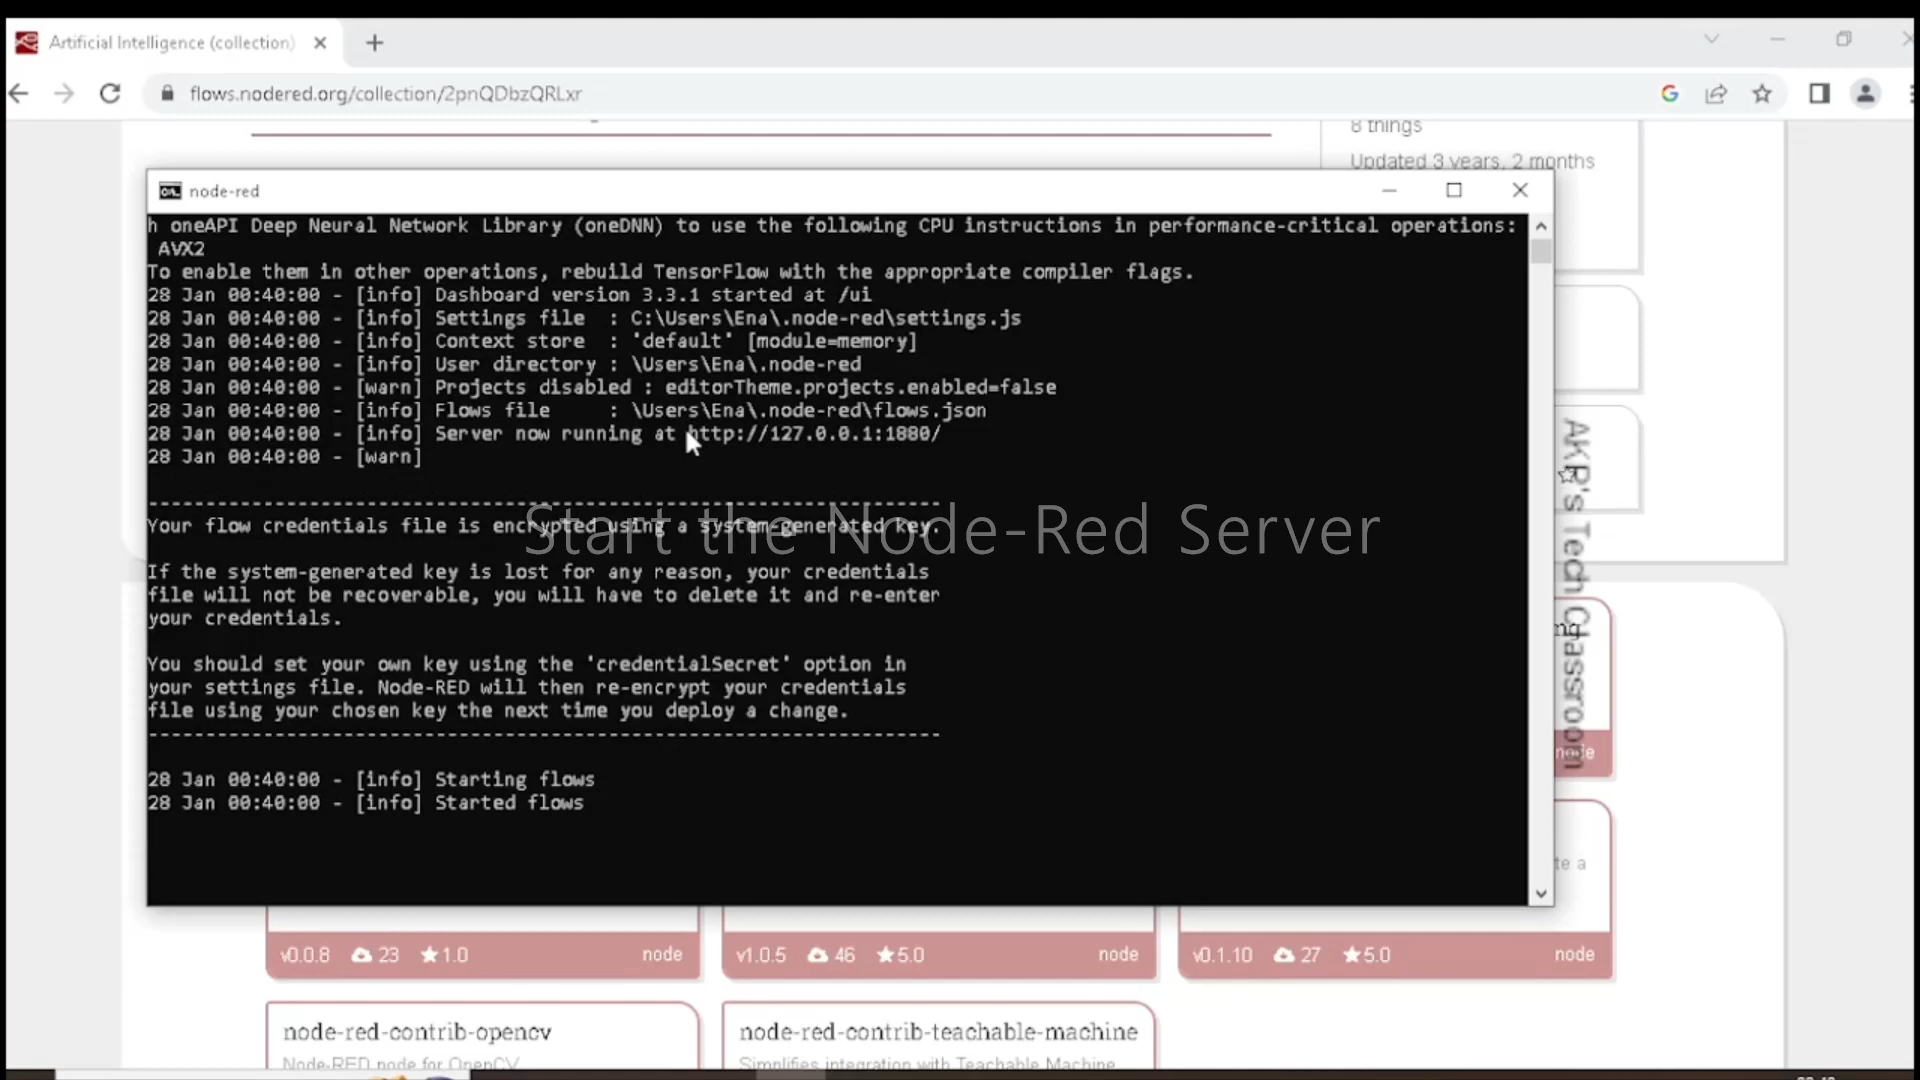 Artificial Intelligence (collection)
flows.nodered.org/collection/2pnQDbzQRLxr
8 things
Updated 3 years, 2 months
node-red
h oneAPI Deep Neural Network Library (oneDNN) to use the following CPU instructions in performance-critical operations:
AVX2
To enable them in other operations, rebuild TensorFlow with the appropriate compiler flags.
28 Jan 00:40:00 - [info] Dashboard version 3.3.1 started at /ui
28 Jan 00:40:00 - [info] Settings file  : C:\Users\Ena\.node-red\settings.js
28 Jan 00:40:00 - [info] Context store  : 'default' [module=memory]
28 Jan 00:40:00 - [info] User directory : \Users\Ena\.node-red
28 Jan 00:40:00 - [warn] Projects disabled : editorTheme.projects.enabled=false
28 Jan 00:40:00 - [info] Flows file     : \Users\Ena\.node-red\flows.json
28 Jan 00:40:00 - [info] Server now running at http://127.0.0.1:1880/
28 Jan 00:40:00 - [warn]
---------------------------------------------------------------------
Your flow credentials file is encrypted using a system-generated key.
Start the Node-Red Server
If the system-generated key is lost for any reason, your credentials
file will not be recoverable, you will have to delete it and re-enter
your credentials.
You should set your own key using the 'credentialSecret' option in
your settings file. Node-RED will then re-encrypt your credentials
file using your chosen key the next time you deploy a change.
---------------------------------------------------------------------
28 Jan 00:40:00 - [info] Starting flows
28 Jan 00:40:00 - [info] Started flows
AKP's Tech Classroom
node
te a
v0.0.8 23 ★1.0 node
v1.0.5 46 ★5.0 node
v0.1.10 27 ★5.0 node
node-red-contrib-opencv
Node-RED node for OpenCV
node-red-contrib-teachable-machine
Simplifies integration with Teachable Machine